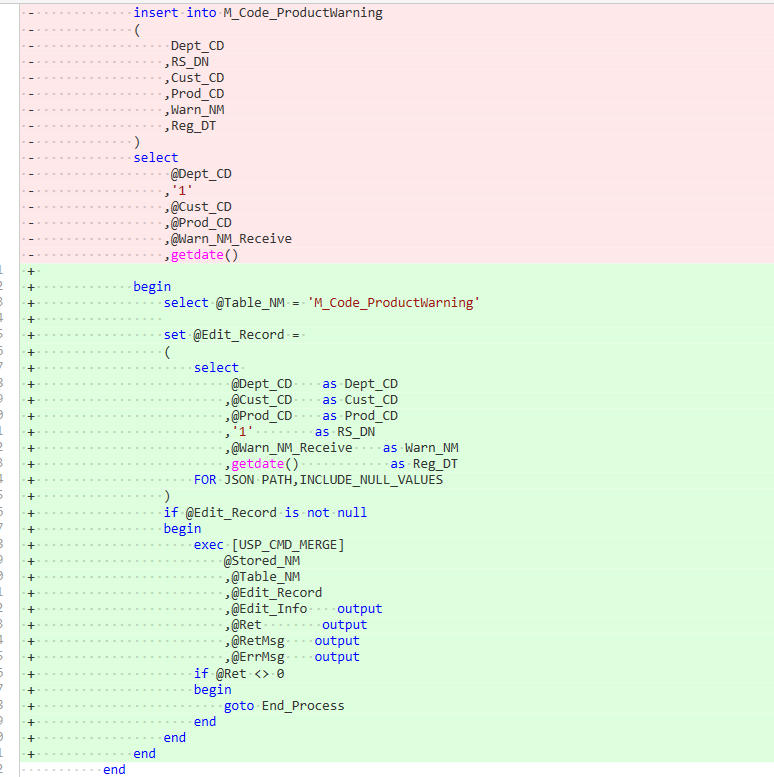 - insert into M_Code_ProductWarning
- (
- Dept_CD
- ,RS_DN
- ,Cust_CD
- ,Prod_CD
- ,Warn_NM
- ,Reg_DT
- )
- select
- @Dept_CD
- ,'1'
- ,@Cust_CD
- ,@Prod_CD
- ,@Warn_NM_Receive
- ,getdate()
1 +
2 + begin
3 + select @Table_NM = 'M_Code_ProductWarning'
4 +
5 + set @Edit_Record =
6 + (
7 + select
8 + @Dept_CD as Dept_CD
9 + ,@Cust_CD as Cust_CD
0 + ,@Prod_CD as Prod_CD
1 + ,'1' as RS_DN
2 + ,@Warn_NM_Receive as Warn_NM
3 + ,getdate() as Reg_DT
4 + FOR JSON PATH,INCLUDE_NULL_VALUES
5 + )
6 + if @Edit_Record is not null
7 + begin
8 + exec [USP_CMD_MERGE]
9 + @Stored_NM
0 + ,@Table_NM
1 + ,@Edit_Record
2 + ,@Edit_Info output
3 + ,@Ret output
4 + ,@RetMsg output
5 + ,@ErrMsg output
6 + if @Ret <> 0
7 + begin
8 + goto End_Process
9 + end
0 + end
1 + end
2 end